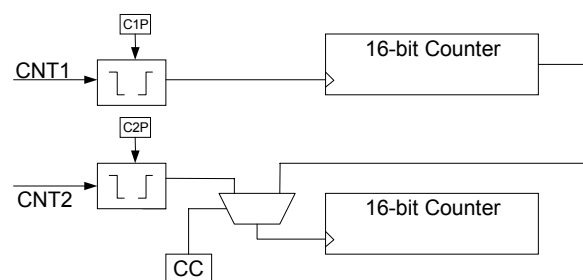 C1P
CNT1
16-bit Counter
C2P
CNT2
16-bit Counter
CC